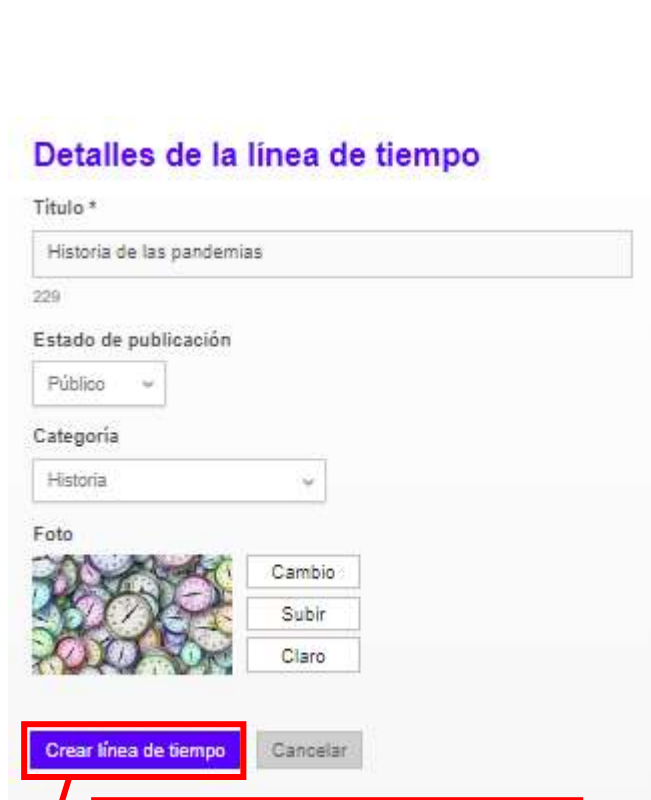 Detalles de la línea de tiempo
Título *
Historia de las pandemias
229
Estado de publicación
Público
Categoría
Historia
Foto
Cambio
Subir
Claro
Crear línea de tiempo
Cancelar